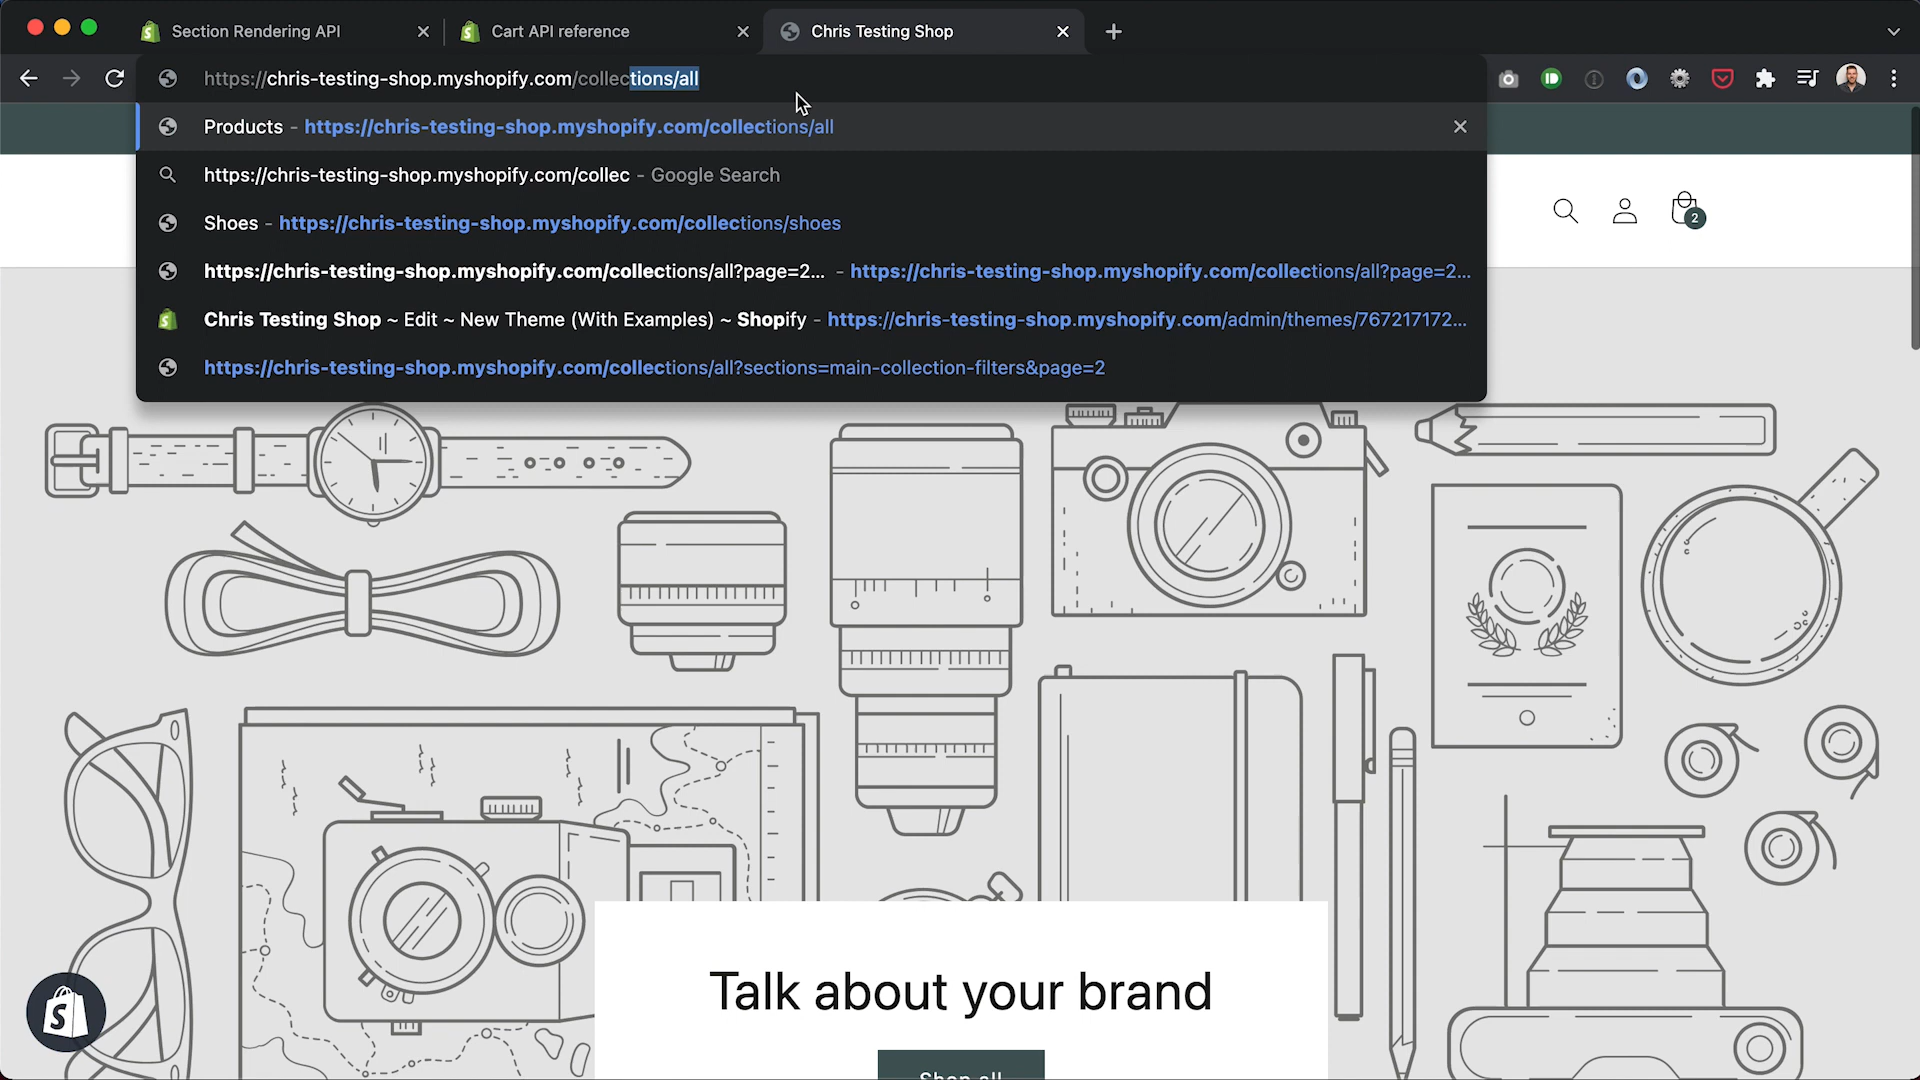 Section Rendering API
Cart API reference
Chris Testing Shop
https://chris-testing-shop.myshopify.com/collections/all
Products - https://chris-testing-shop.myshopify.com/collections/all
https://chris-testing-shop.myshopify.com/collec - Google Search
Shoes - https://chris-testing-shop.myshopify.com/collections/shoes
https://chris-testing-shop.myshopify.com/collections/all?page=2... - https://chris-testing-shop.myshopify.com/collections/all?page=2...
Chris Testing Shop ~ Edit ~ New Theme (With Examples) ~ Shopify - https://chris-testing-shop.myshopify.com/admin/themes/767217172...
https://chris-testing-shop.myshopify.com/collections/all?sections=main-collection-filters&page=2
2
Talk about your brand
Shop all